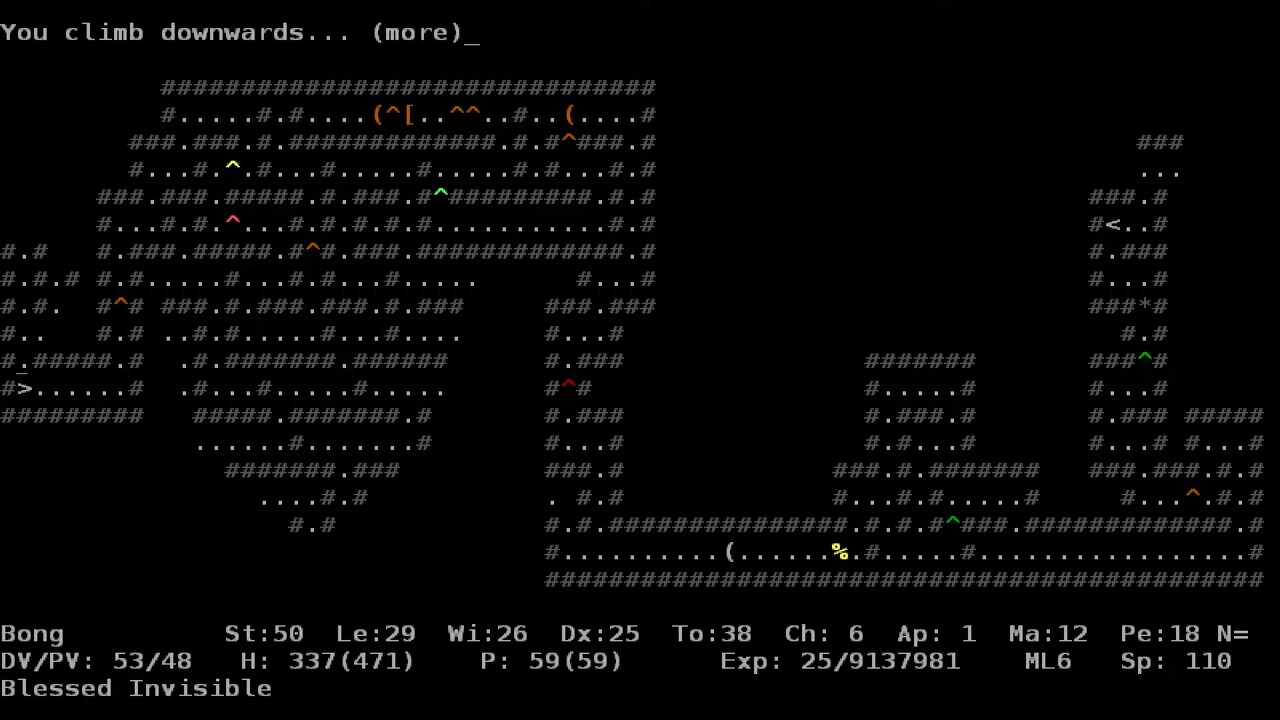 You climb downwards... (more)_
###############################
#.....#.#....(^[..^^..#..(....#
###.###.#.#############.#.#^###.# ###
#...#.^.#...#.....#.....#.#...#.# ...
###.###.#####.#.###.#^#########.#.# ###.#
#...#.#.#.^...#.#...#.#...........#.# #<..#
#.# #.###.#####.#^#.###.#############.# #.###
#.#.# #.#.....#...#.#...#..... #...# #...#
#.#. #^# ###.#.#.###.###.#.### ###.### ###*#
#.. #.# ..#.#.....#...#... #...# #.#
#.#####.# .#.#######.###### #.### ####### ###^#
#>......# .#...#.....#...... #^# #.....# #...#
######### #####.#######.# #.### #.###.# #.### #####
......#.......# #...# #.#...# #...# #...#
#######.### ###.# ###.#.####### ###.###.#.#
....#.# . #.# #...#.#.....# #...^.#.#
#.# #.#.###############.#.#.#^###.#############.#
#..........(......%.#.....#.................#
##############################################
Bong St:50 Le:29 Wi:26 Dx:25 To:38 Ch: 6 Ap: 1 Ma:12 Pe:18 N=
DV/PV: 53/48 H: 337(471) P: 59(59) Exp: 25/9137981 ML6 Sp: 110
Blessed Invisible